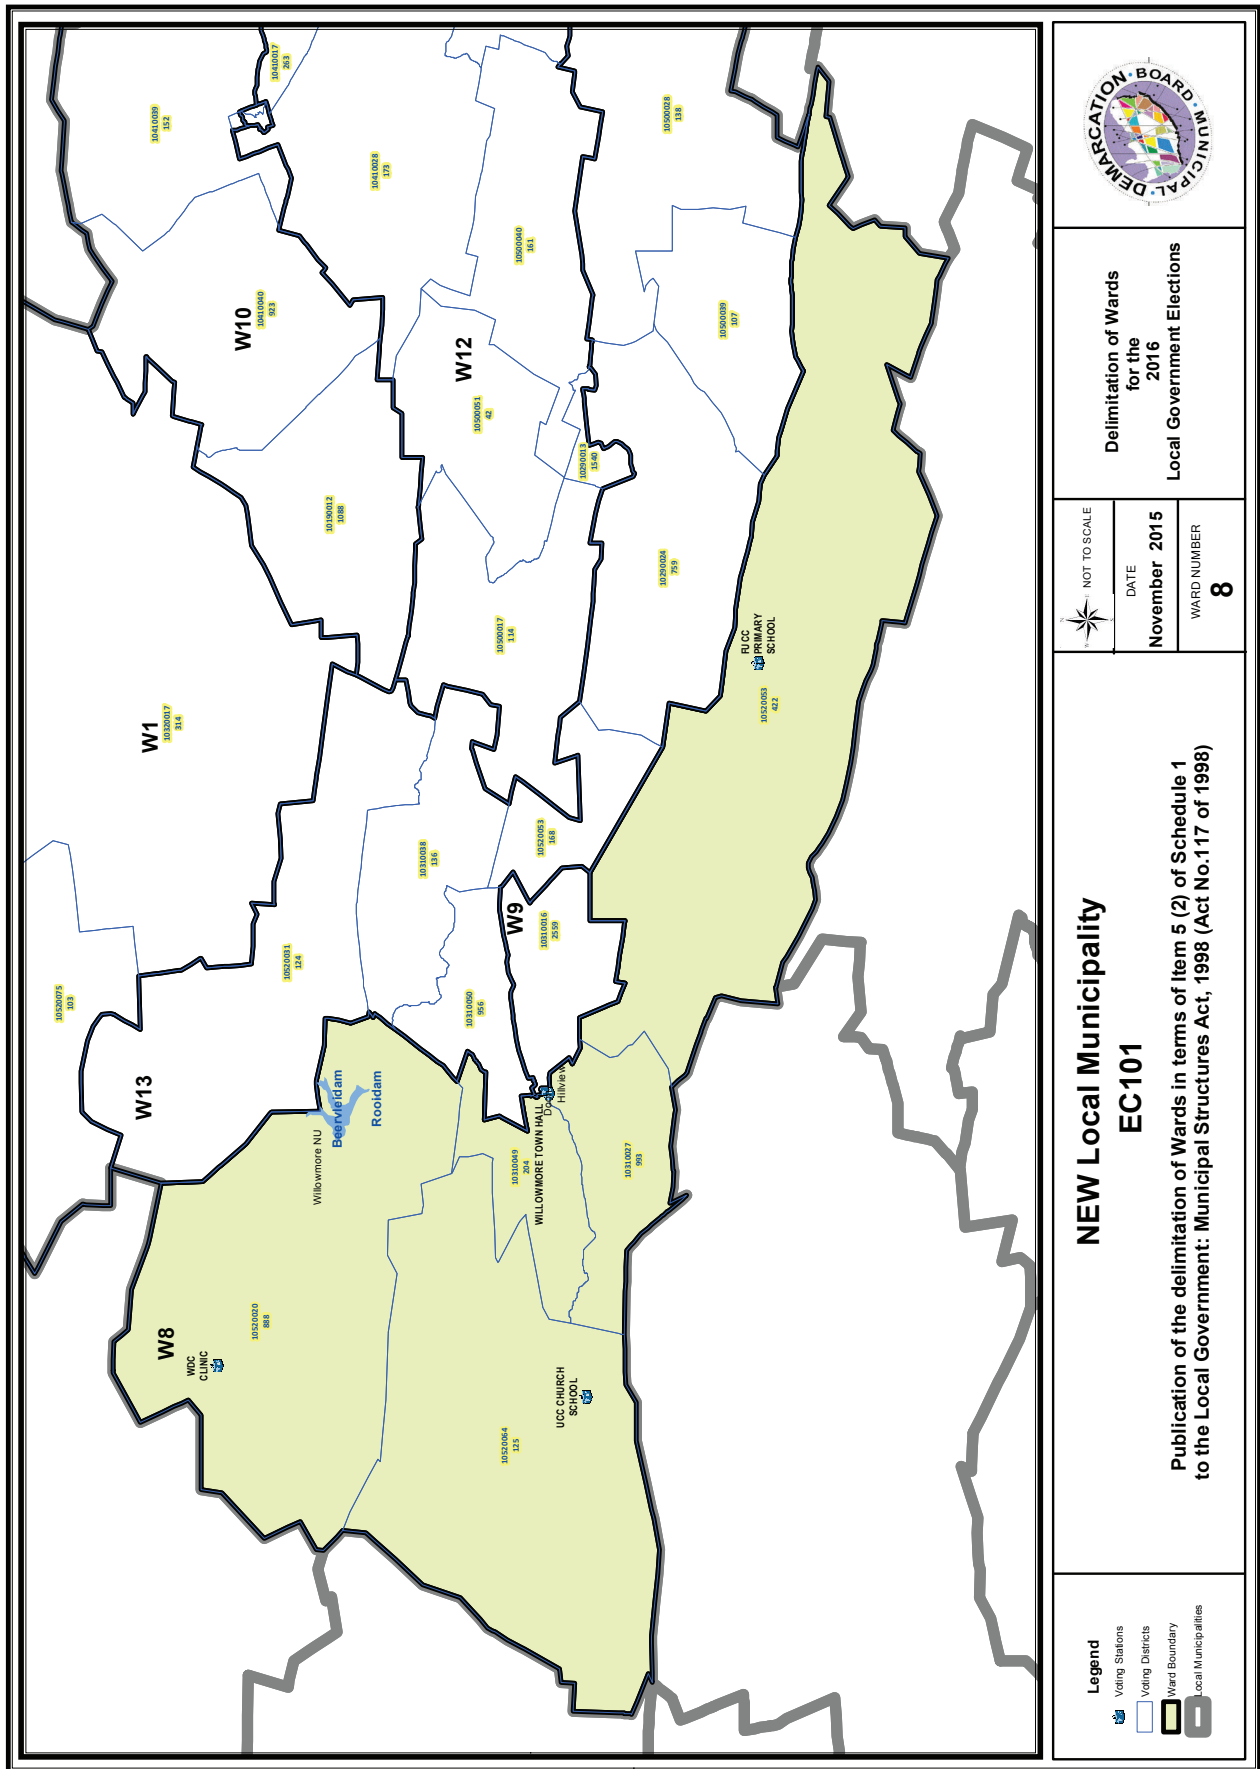 10410039
152
10410017
263
10410028
173
W10
10410040
923
10500028
138
10500040
161
W12
10500051
42
10290013
1540
10500039
107
10190012
1088
10290024
759
10500017
114
W1
10320017
314
FUCC
PRIMARY
SCHOOL
10520053
422
10310038
136
10520053
168
W9
10310016
2559
10520031
124
10520075
103
10310050
956
W13
Beervleidam
Rooidam
Willowmore NU
Hillview
WILLOWMORE TOWN HALL
10310049
204
10310027
993
W8
WDC
CLINIC
10520020
888
UCC CHURCH
SCHOOL
10520064
125
Legend
Voting Stations
Voting Districts
Ward Boundary
Local Municipalities
NEW Local Municipality
EC101
Publication of the delimitation of Wards in terms of Item 5 (2) of Schedule 1
to the Local Government: Municipal Structures Act, 1998 (Act No.117 of 1998)
NOT TO SCALE
DATE
November 2015
WARD NUMBER
8
Delimitation of Wards
for the
2016
Local Government Elections
MUNICIPAL · DEMARCATION · BOARD ·